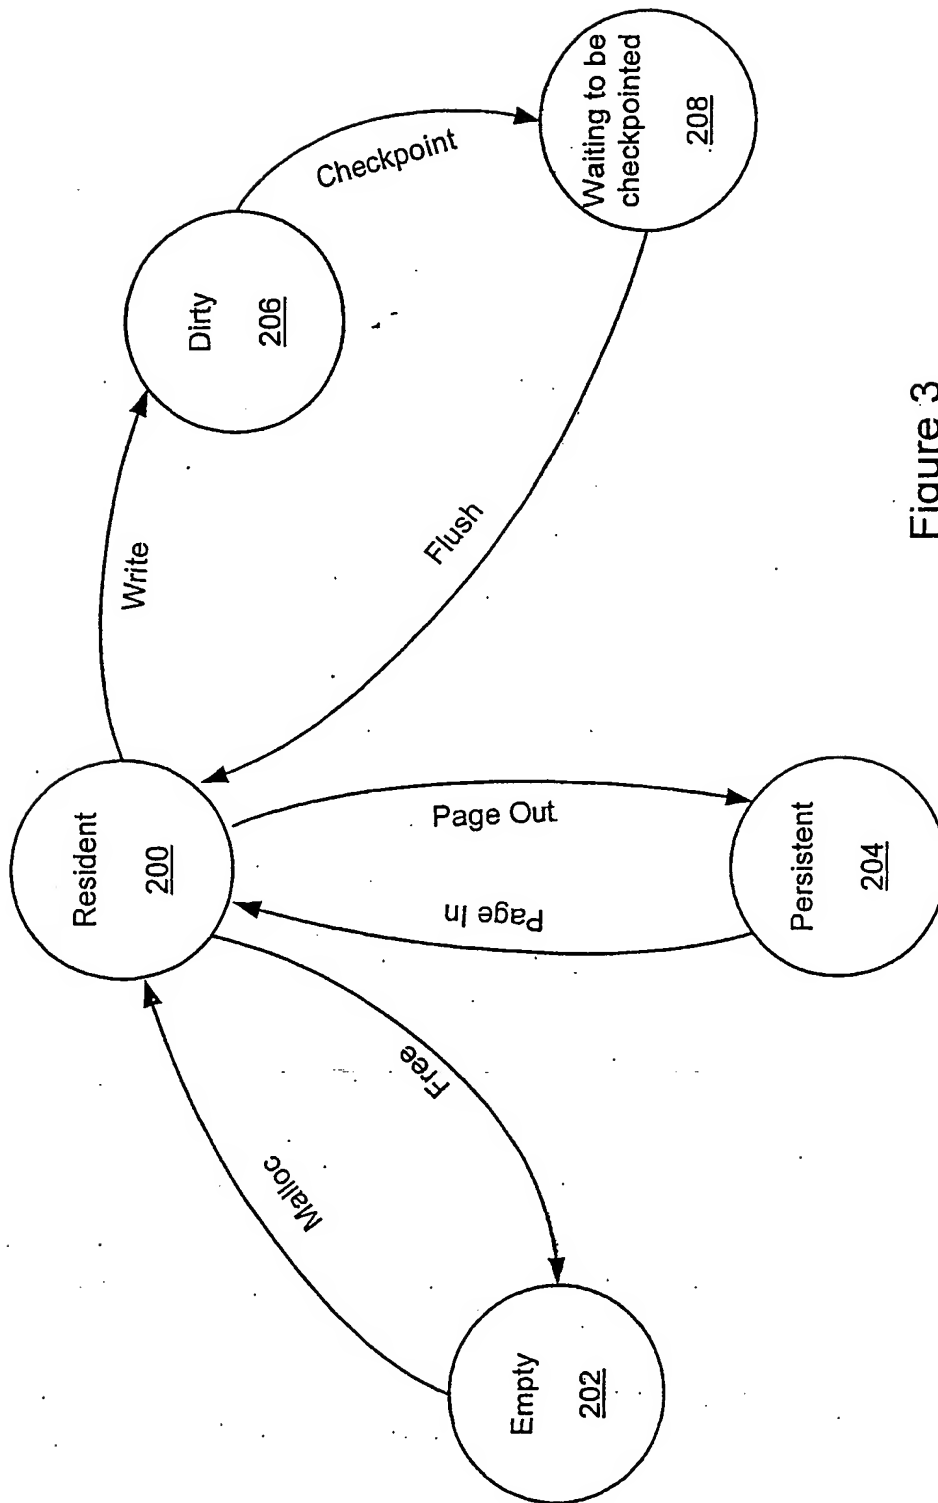 Resident
200
Write
Dirty
206
Checkpoint
Waiting to be
checkpointed
208
Flush
Page Out
Page In
Persistent
204
Free
Malloc
Empty
202
Figure 3